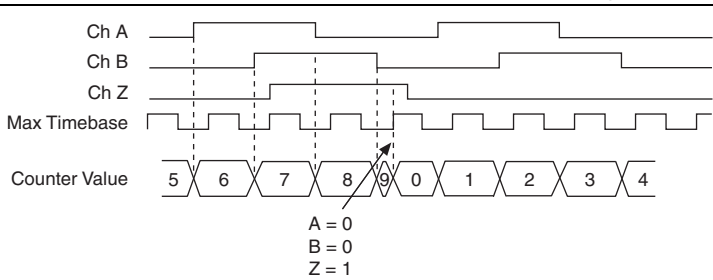 Ch A
Ch B
Ch Z
Max Timebase
Counter Value 5 6 7 8 9 0 1 2 3 4
A = 0
B = 0
Z = 1